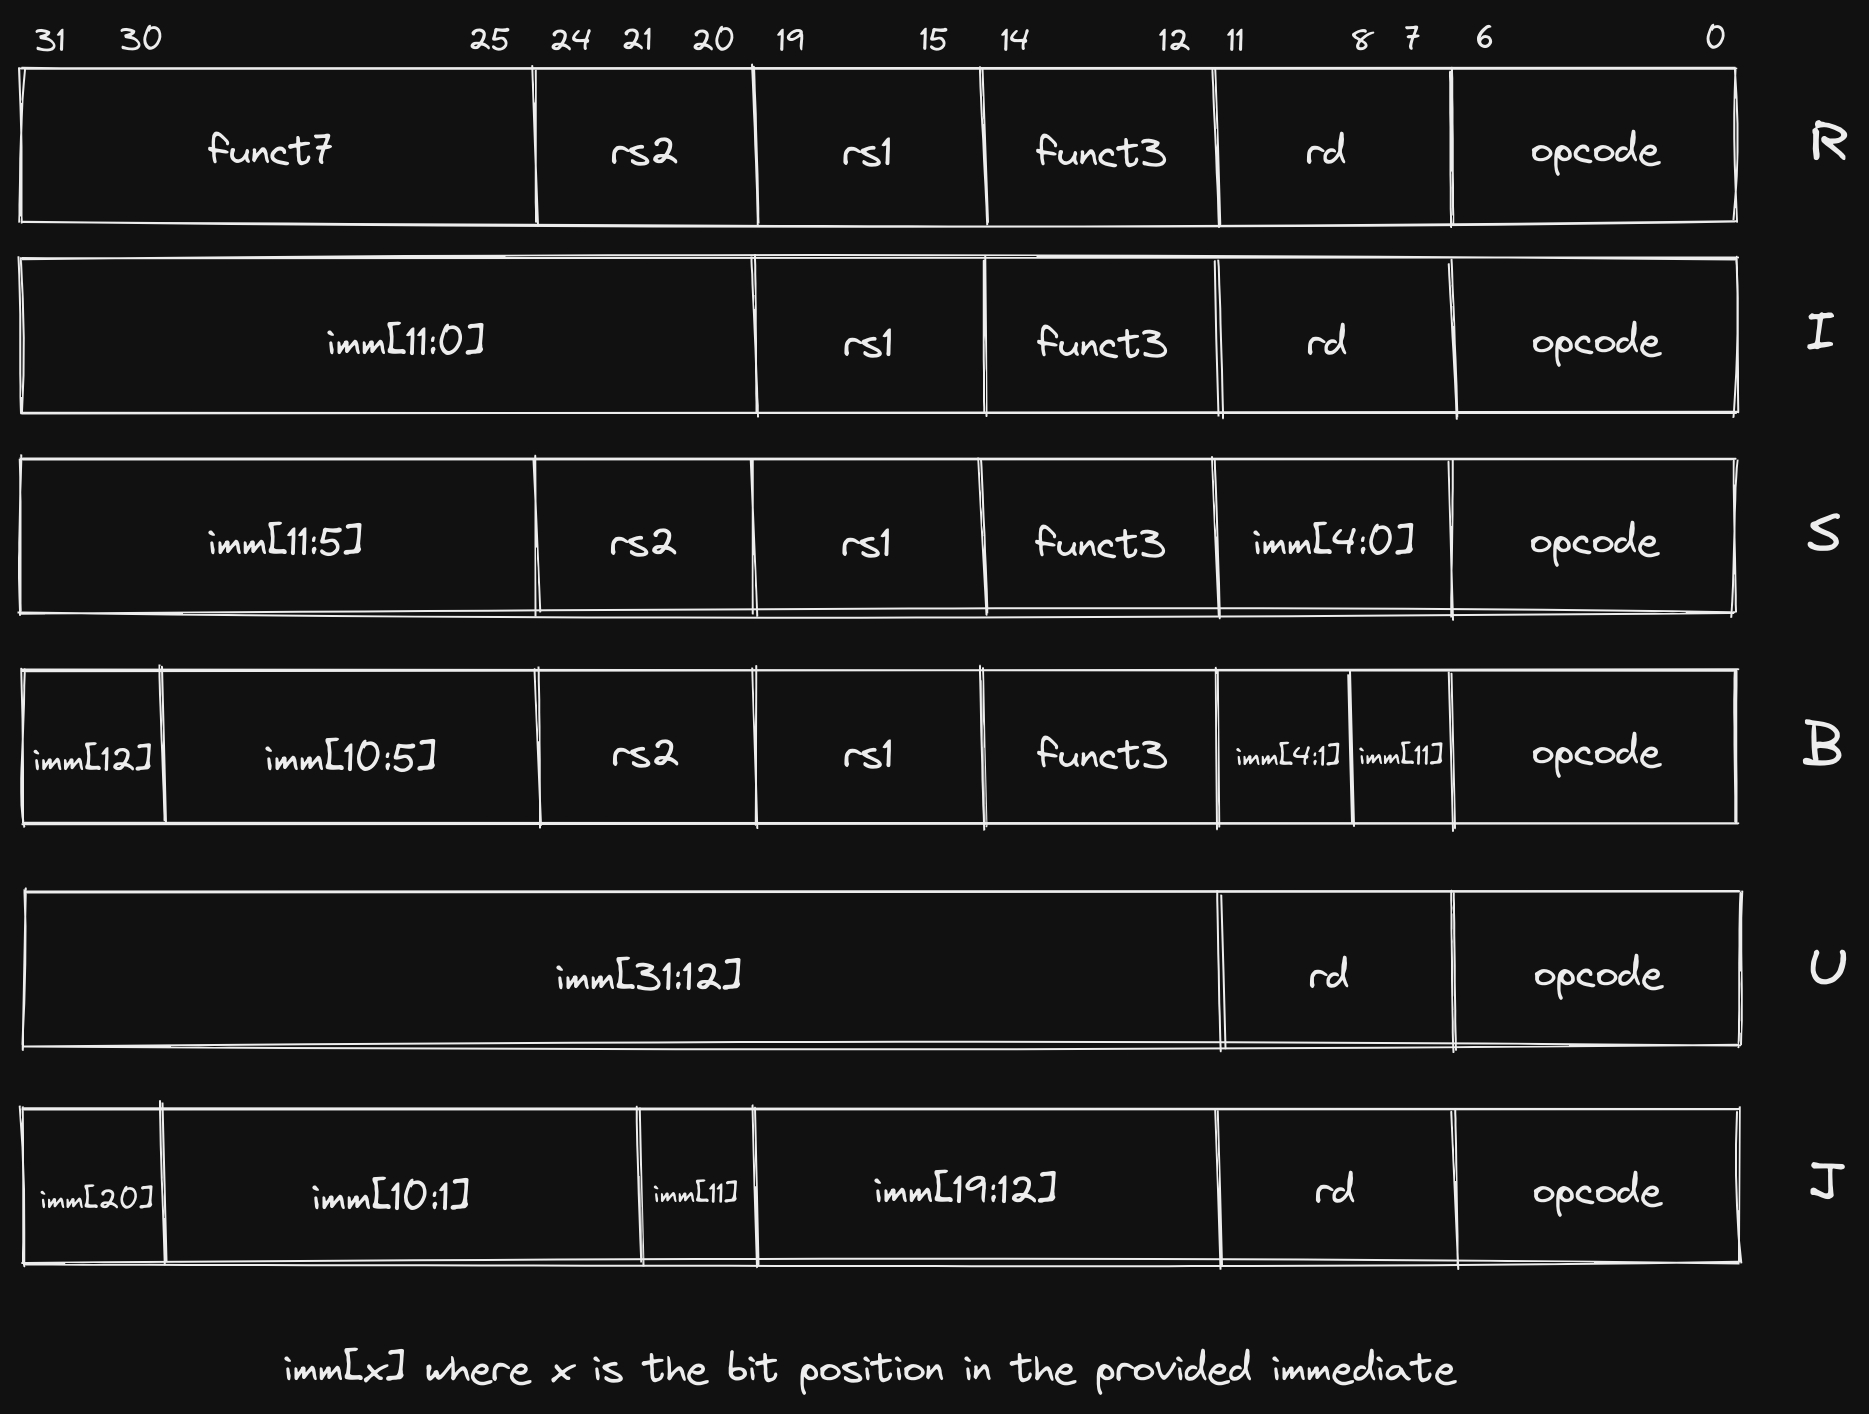 31 30 25 24 21 20 19 15 14 12 11 8 7 6 0
funct7 rs2 rs1 funct3 rd opcode R
imm[11:0] rs1 funct3 rd opcode I
imm[11:5] rs2 rs1 funct3 imm[4:0] opcode S
imm[12] imm[10:5] rs2 rs1 funct3 imm[4:1] imm[11] opcode B
imm[31:12] rd opcode U
imm[20] imm[10:1] imm[11] imm[19:12] rd opcode J
imm[x] where x is the bit position in the provided immediate